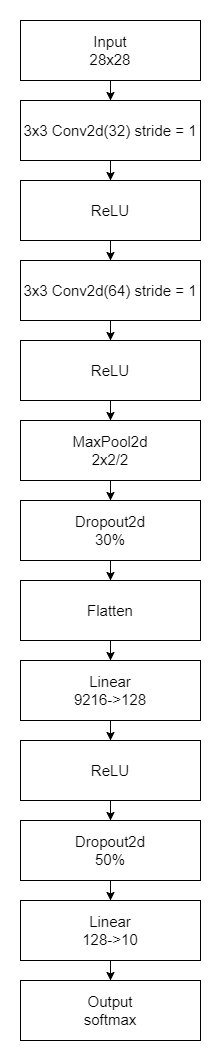 Input
28x28
3x3 Conv2d(32) stride = 1
ReLU
3x3 Conv2d(64) stride = 1
ReLU
MaxPool2d
2x2/2
Dropout2d
30%
Flatten
Linear
9216->128
ReLU
Dropout2d
50%
Linear
128->10
Output
softmax